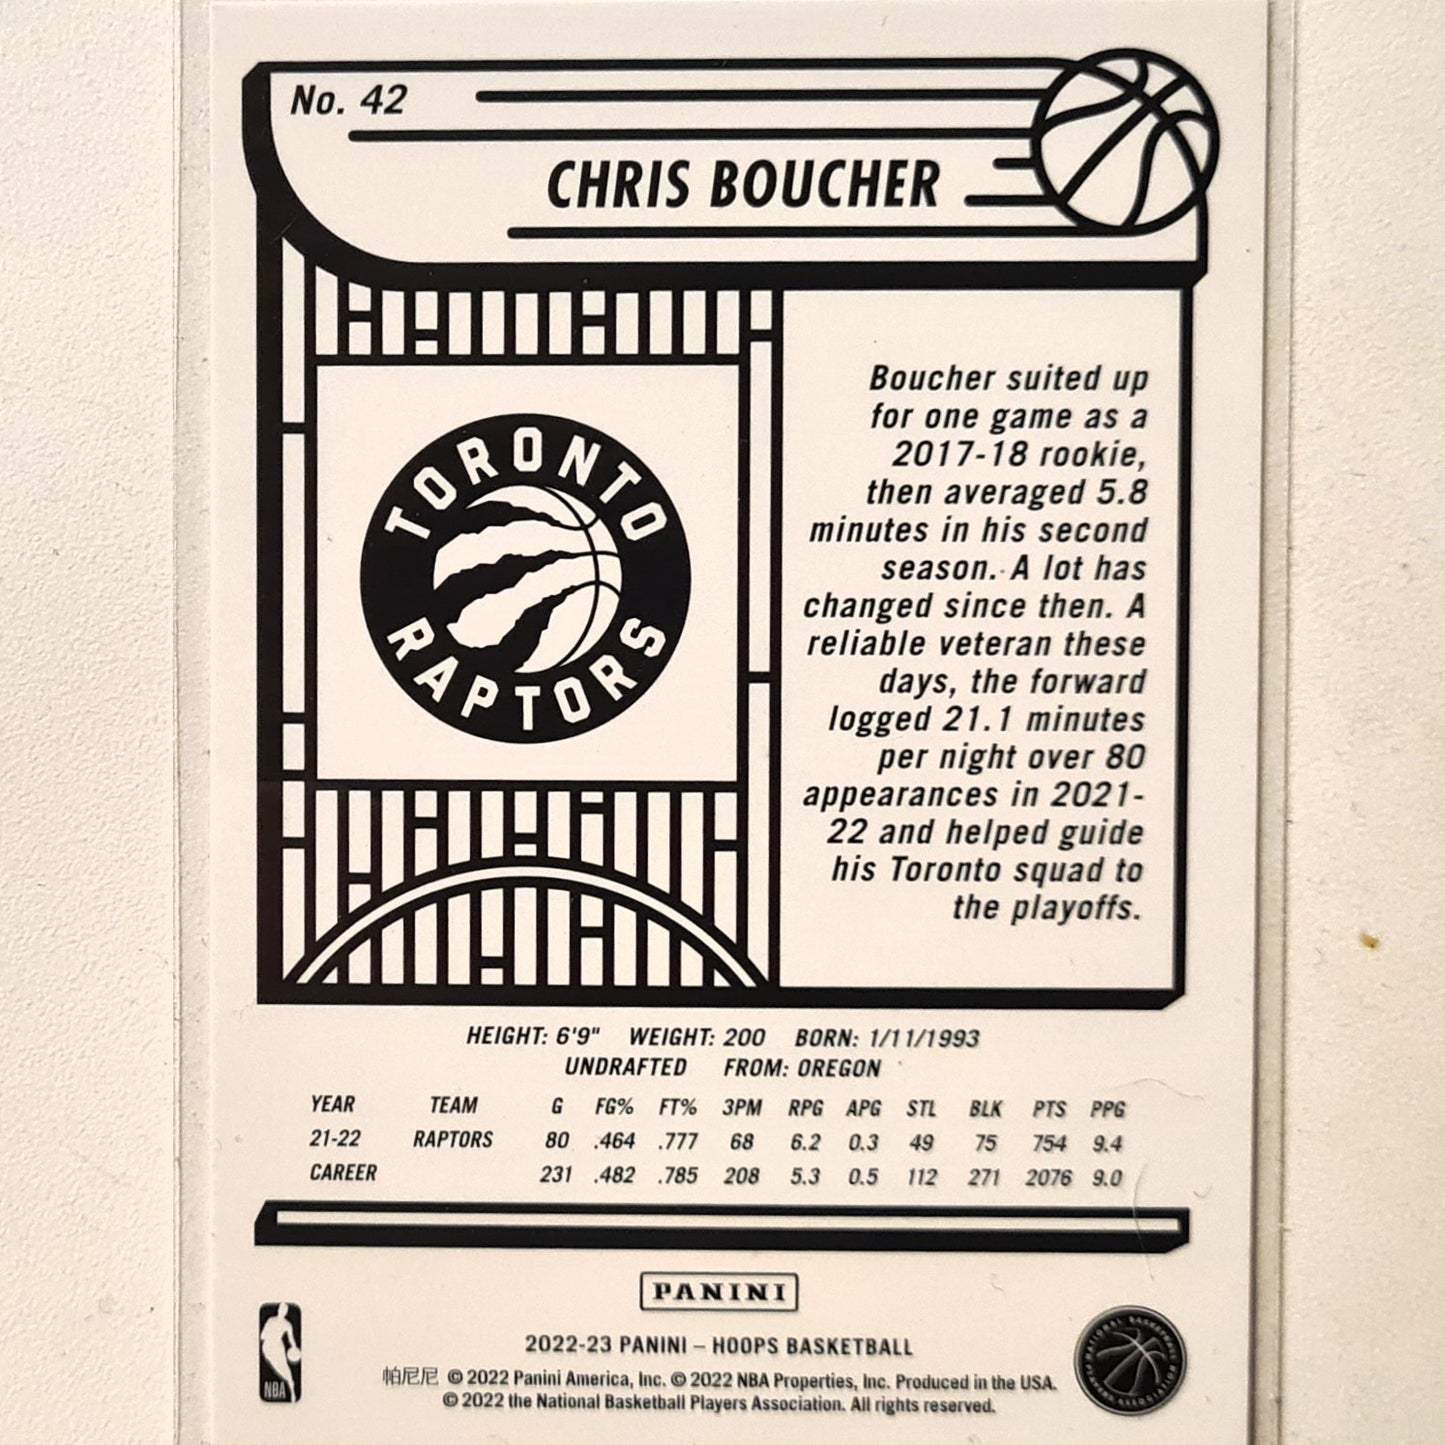 No. 42
CHRIS BOUCHER
TORONTO
RAPTORS
Boucher suited up
for one game as a
2017-18 rookie,
then averaged 5.8
minutes in his second
season. A lot has
changed since then. A
reliable veteran these
days, the forward
logged 21.1 minutes
per night over 80
appearances in 2021-
22 and helped guide
his Toronto squad to
the playoffs.
HEIGHT: 6'9" WEIGHT: 200 BORN: 1/11/1993
UNDRAFTED FROM: OREGON
YEAR TEAM G FG% FT% 3PM RPG APG STL BLK PTS PPG
21-22 RAPTORS 80 .464 .777 68 6.2 0.3 49 75 754 9.4
CAREER 231 .482 .785 208 5.3 0.5 112 271 2076 9.0
PANINI
2022-23 PANINI – HOOPS BASKETBALL
帕尼尼 © 2022 Panini America, Inc. © 2022 NBA Properties, Inc. Produced in the USA.
© 2022 the National Basketball Players Association. All rights reserved.
NBA
NATIONAL BASKETBALL
PLAYERS ASSOCIATION